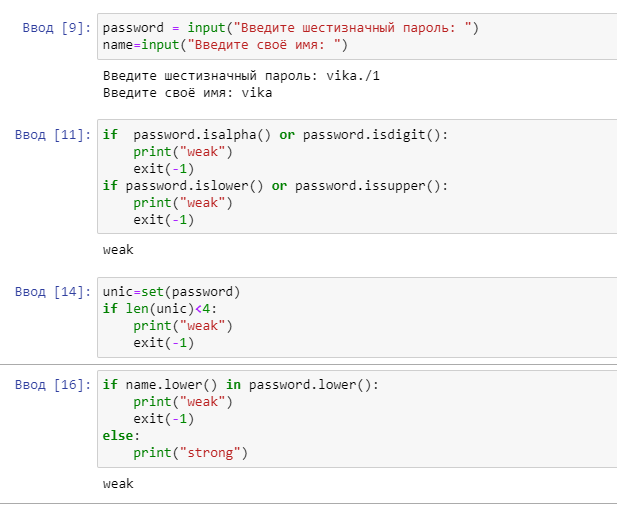 Ввод [9]: password = input("Введите шестизначный пароль: ")
name=input("Введите своё имя: ")
Введите шестизначный пароль: vika./1
Введите своё имя: vika
Ввод [11]: if  password.isalpha() or password.isdigit():
    print("weak")
    exit(-1)
if password.islower() or password.issupper():
    print("weak")
    exit(-1)
weak
Ввод [14]: unic=set(password)
if len(unic)<4:
    print("weak")
    exit(-1)
Ввод [16]: if name.lower() in password.lower():
    print("weak")
    exit(-1)
else:
    print("strong")
weak